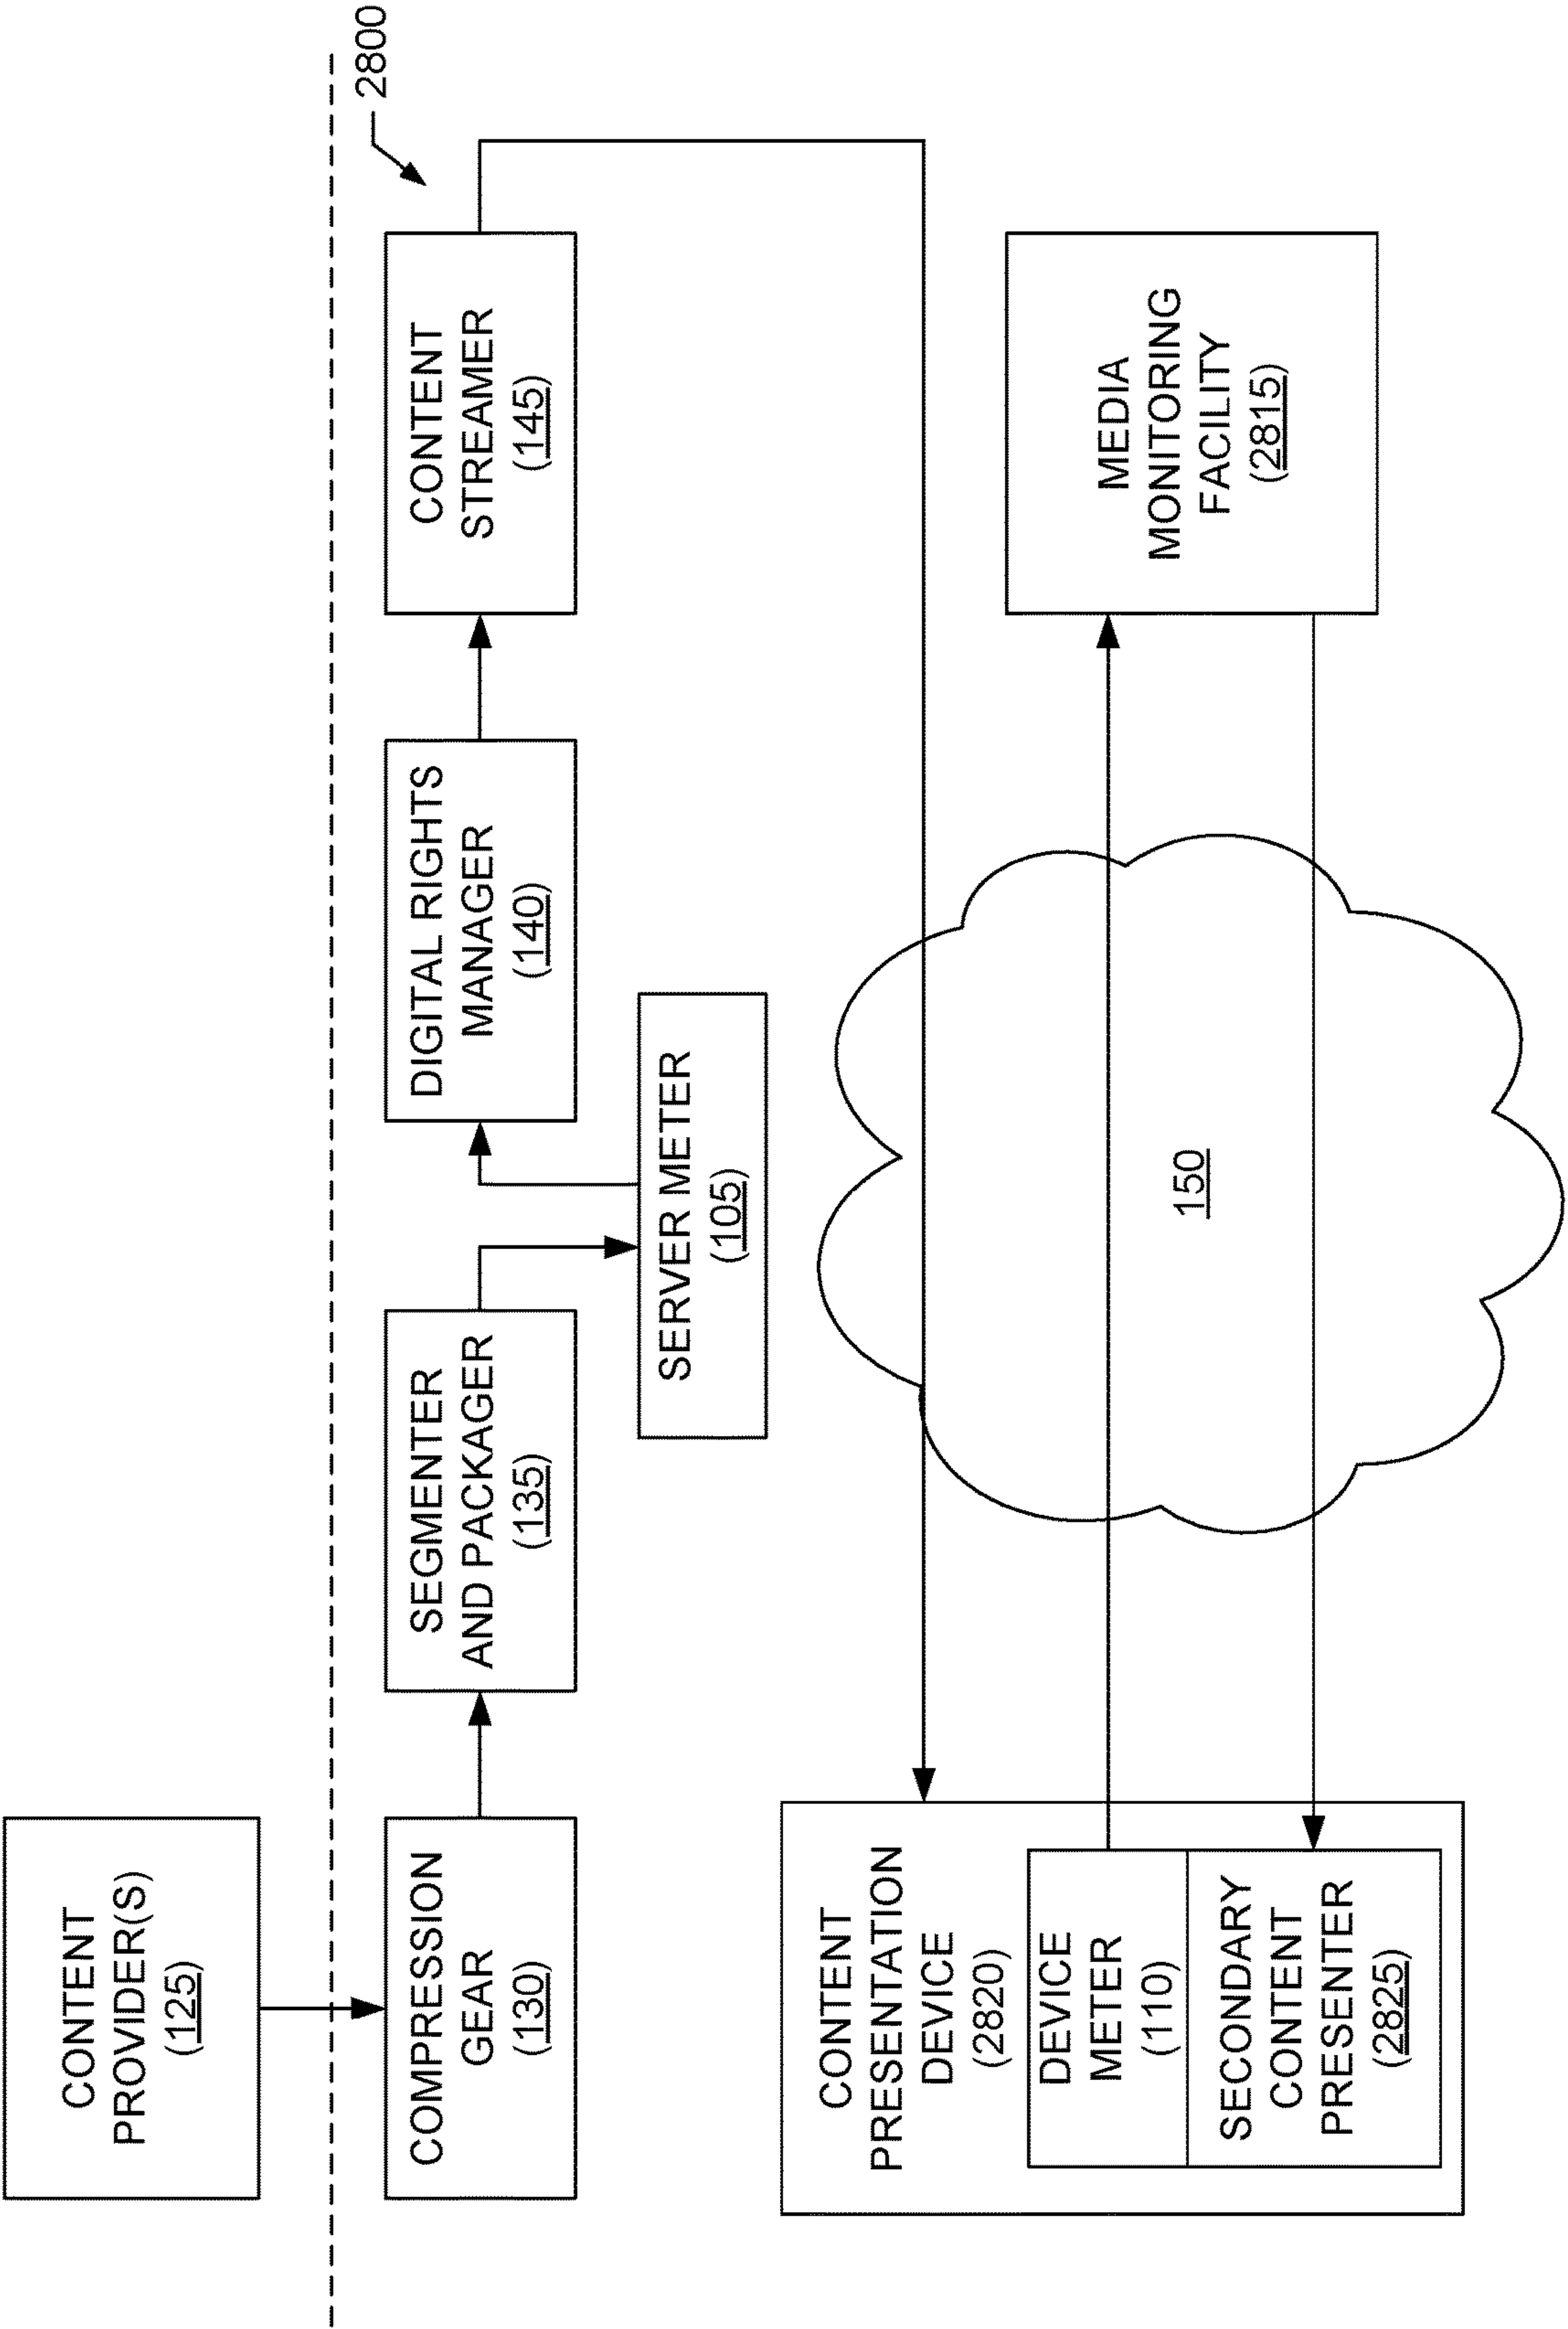 2800
CONTENT
PROVIDER(S)
(125)
COMPRESSION
GEAR
(130)
SEGMENTER
AND PACKAGER
(135)
DIGITAL RIGHTS
MANAGER
(140)
CONTENT
STREAMER
(145)
SERVER METER
(105)
CONTENT
PRESENTATION
DEVICE
(2820)
DEVICE
METER
(110)
SECONDARY
CONTENT
PRESENTER
(2825)
150
MEDIA
MONITORING
FACILITY
(2815)